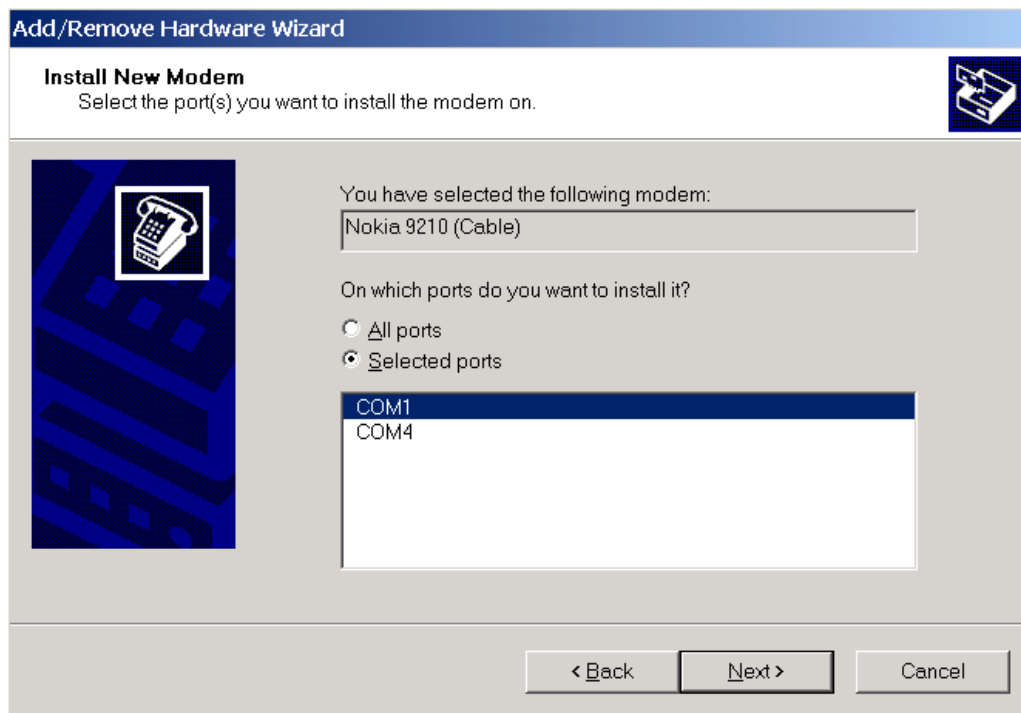 Add/Remove Hardware Wizard
Install New Modem
Select the port(s) you want to install the modem on.
You have selected the following modem:
Nokia 9210 (Cable)
On which ports do you want to install it?
All ports
Selected ports
COM1
COM4
< Back
Next >
Cancel